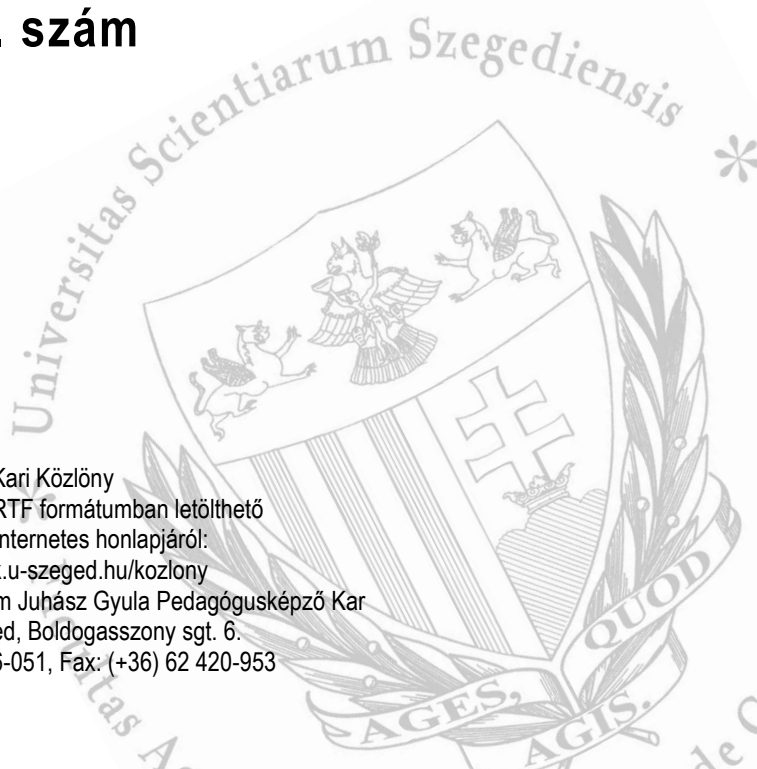 . szám
Universitas Scientiarum Szegediensis
Kari Közlöny
RTF formátumban letölthető
internetes honlapjáról:
.u-szeged.hu/kozlony
m Juhász Gyula Pedagógusképző Kar
ed, Boldogasszony sgt. 6.
6-051, Fax: (+36) 62 420-953
QUOD
AGES,
AGIS.
de